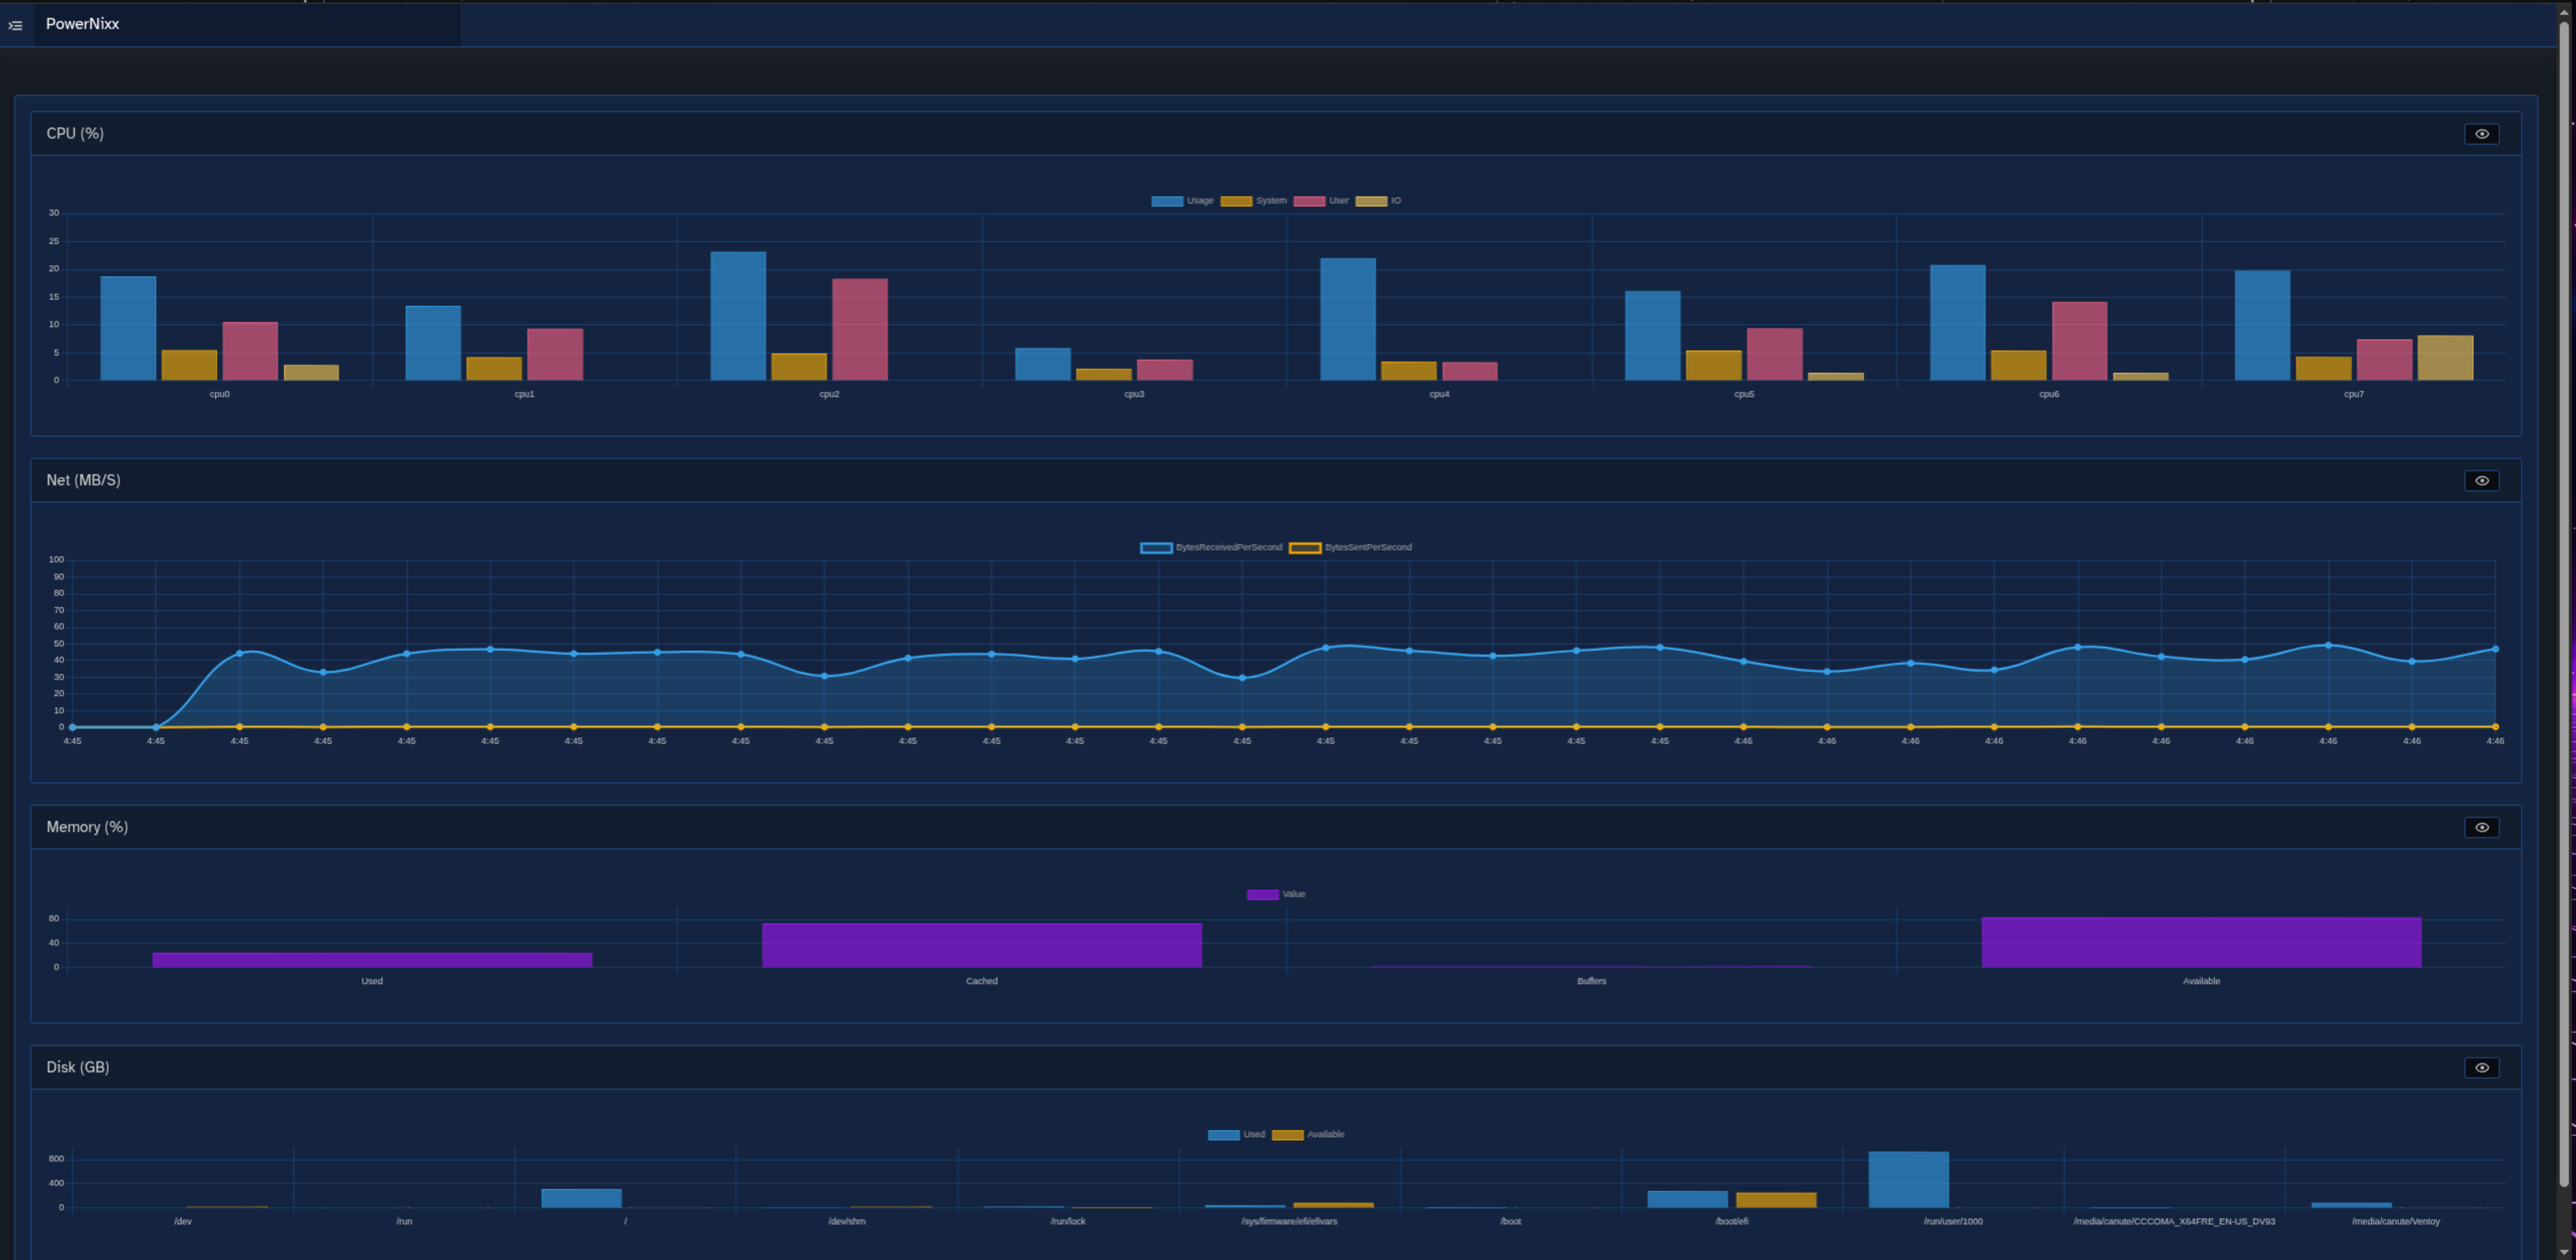 PowerNixx
CPU (%)
Usage System User IO
30
25
20
15
10
5
0
cpu0 cpu1 cpu2 cpu3 cpu4 cpu5 cpu6 cpu7
Net (MB/S)
BytesReceivedPerSecond BytesSentPerSecond
100
90
80
70
60
50
40
30
20
10
0
4:45 4:45 4:45 4:45 4:45 4:45 4:45 4:45 4:45 4:45 4:45 4:45 4:45 4:45 4:45 4:45 4:45 4:45 4:45 4:45 4:46 4:46 4:46 4:46 4:46 4:46 4:46 4:46 4:46 4:46
Memory (%)
Value
80
40
0
Used Cached Buffers Available
Disk (GB)
Used Available
800
400
0
/dev /run / /dev/shm /run/lock /sys/firmware/efi/efivars /boot /boot/efi /run/user/1000 /media/canute/CCCOMA_X64FRE_EN-US_DV93 /media/canute/Ventoy